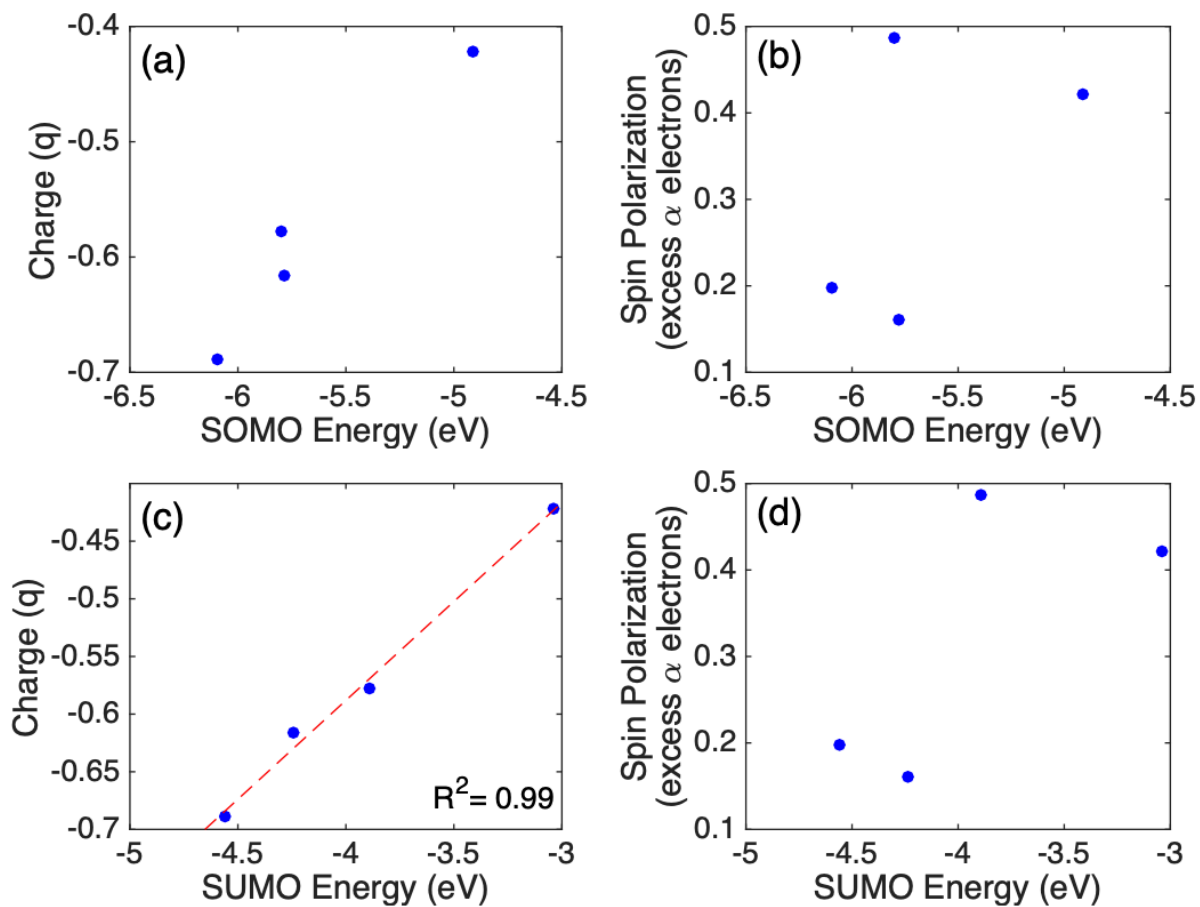 (a)
Charge (q)
-0.4
-0.5
-0.6
-0.7
-6.5 -6 -5.5 -5 -4.5
SOMO Energy (eV)
(b)
Spin Polarization
(excess α electrons)
0.5
0.4
0.3
0.2
0.1
-6.5 -6 -5.5 -5 -4.5
SOMO Energy (eV)
(c)
Charge (q)
-0.45
-0.5
-0.55
-0.6
-0.65
-0.7
R²= 0.99
-5 -4.5 -4 -3.5 -3
SUMO Energy (eV)
(d)
Spin Polarization
(excess α electrons)
0.5
0.4
0.3
0.2
0.1
-5 -4.5 -4 -3.5 -3
SUMO Energy (eV)